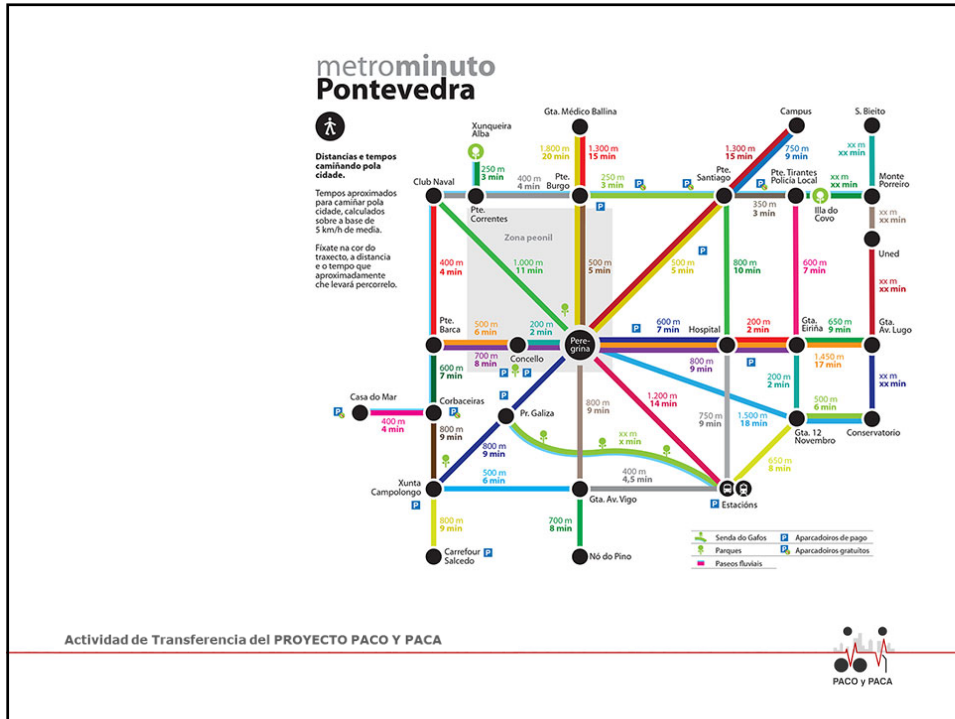 metrominuto
Pontevedra
Distancias e tempos
camiñando pola
cidade.
Tempos aproximados
para camiñar pola
cidade, calculados
sobre a base de
5 km/h de media.
Fíxate na cor do
traxecto, a distancia
e o tempo que
aproximadamente
che levará percorrelo.
Gta. Médico Ballina
Campus
S. Bieito
Xunqueira
Alba
1.800 m
20 min
1.300 m
15 min
1.300 m
15 min
750 m
9 min
xx m
xx min
250 m
3 min
400 m
4 min
Pte.
Burgo
250 m
3 min
Pte.
Santiago
Pte. Tirantes
Policía Local
xx m
xx min
Monte
Porreiro
Club Naval
Pte.
Correntes
350 m
3 min
Illa do
Covo
xx m
xx min
Zona peonil
Uned
400 m
4 min
1.000 m
11 min
500 m
5 min
500 m
5 min
800 m
10 min
600 m
7 min
xx m
xx min
Pte.
Barca
500 m
6 min
200 m
2 min
Pere-
grina
600 m
7 min
Hospital
200 m
2 min
Gta.
Eiriña
650 m
9 min
Gta.
Av. Lugo
700 m
8 min
Concello
800 m
9 min
1.450 m
17 min
600 m
7 min
200 m
2 min
xx m
xx min
Casa do Mar
Corbaceiras
400 m
4 min
Pr. Galiza
800 m
9 min
1.200 m
14 min
750 m
9 min
1.500 m
18 min
500 m
6 min
Gta. 12
Novembro
Conservatorio
800 m
9 min
800 m
9 min
xx m
x min
650 m
8 min
500 m
6 min
400 m
4,5 min
Xunta
Campolongo
Gta. Av. Vigo
Estacións
800 m
9 min
700 m
8 min
Carrefour
Salcedo
Nó do Pino
Senda do Gafos
P Aparcadoiros de pago
Parques
P Aparcadoiros gratuítos
Paseos fluviais
Actividad de Transferencia del PROYECTO PACO Y PACA
PACO y PACA